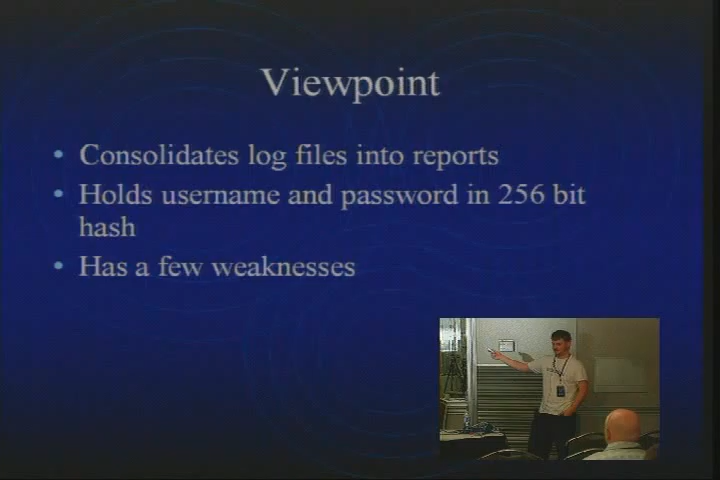 Viewpoint
• Consolidates log files into reports
• Holds username and password in 256 bit
hash
• Has a few weaknesses